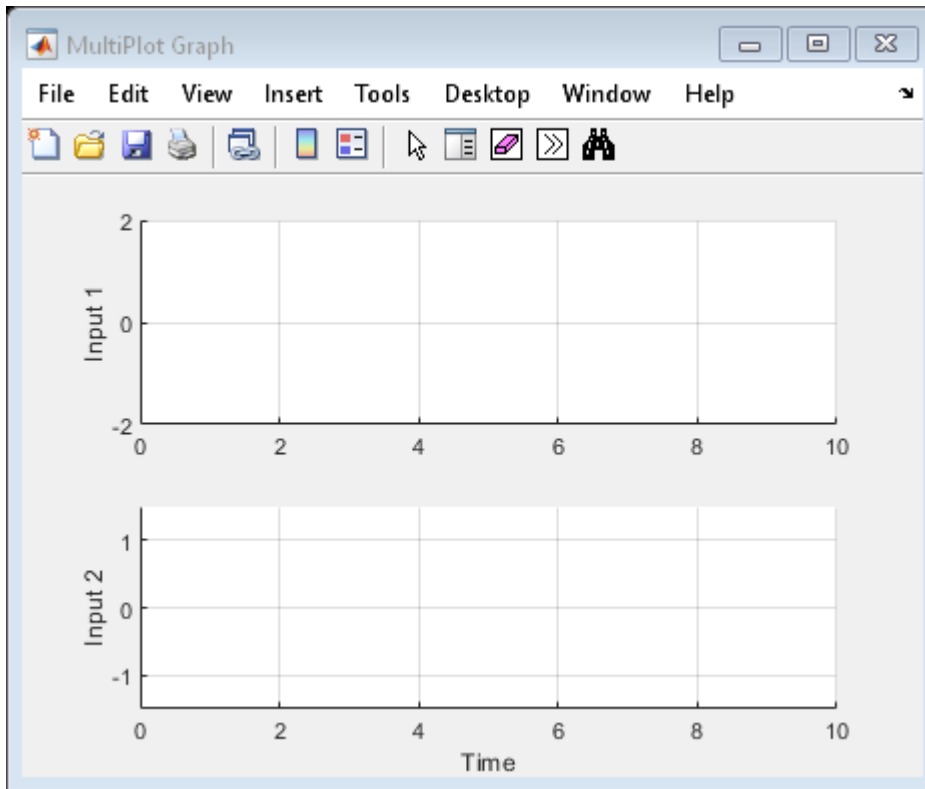 MultiPlot Graph
File Edit View Insert Tools Desktop Window Help
2
Input 1
0
-2
0 2 4 6 8 10
1
Input 2
0
-1
0 2 4 6 8 10
Time